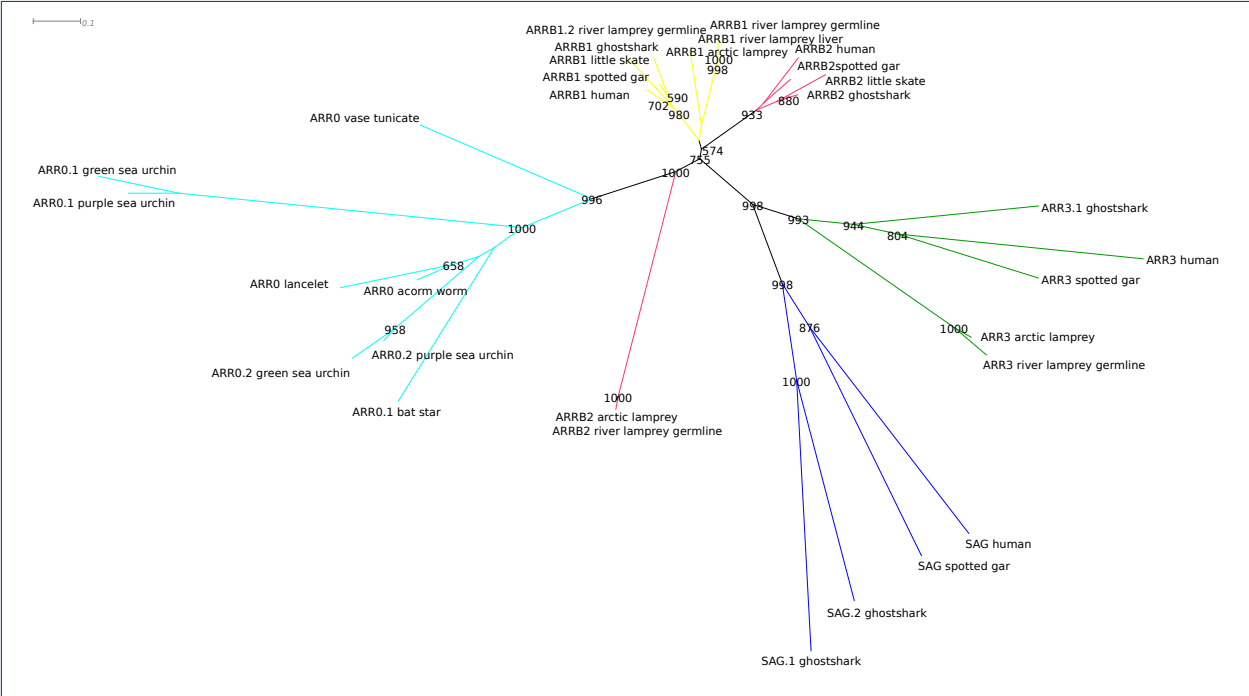 0.1
ARRB1.2 river lamprey germline
ARRB1 river lamprey germline
ARRB1 river lamprey liver
ARRB1 ghostshark
ARRB1 arctic lamprey
ARRB2 human
ARRB1 little skate
1000
ARRB2spotted gar
998
ARRB1 spotted gar
ARRB2 little skate
ARRB1 human
590
880
ARRB2 ghostshark
702
980
933
ARR0 vase tunicate
574
755
ARR0.1 green sea urchin
1000
ARR0.1 purple sea urchin
996
998
993
944
804
ARR3.1 ghostshark
1000
ARR3 human
658
ARR0 lancelet
ARR0 acorm worm
998
ARR3 spotted gar
958
876
1000
ARR3 arctic lamprey
ARR0.2 purple sea urchin
ARR3 river lamprey germline
ARR0.2 green sea urchin
1000
1000
ARR0.1 bat star
ARRB2 arctic lamprey
ARRB2 river lamprey germline
SAG human
SAG spotted gar
SAG.2 ghostshark
SAG.1 ghostshark